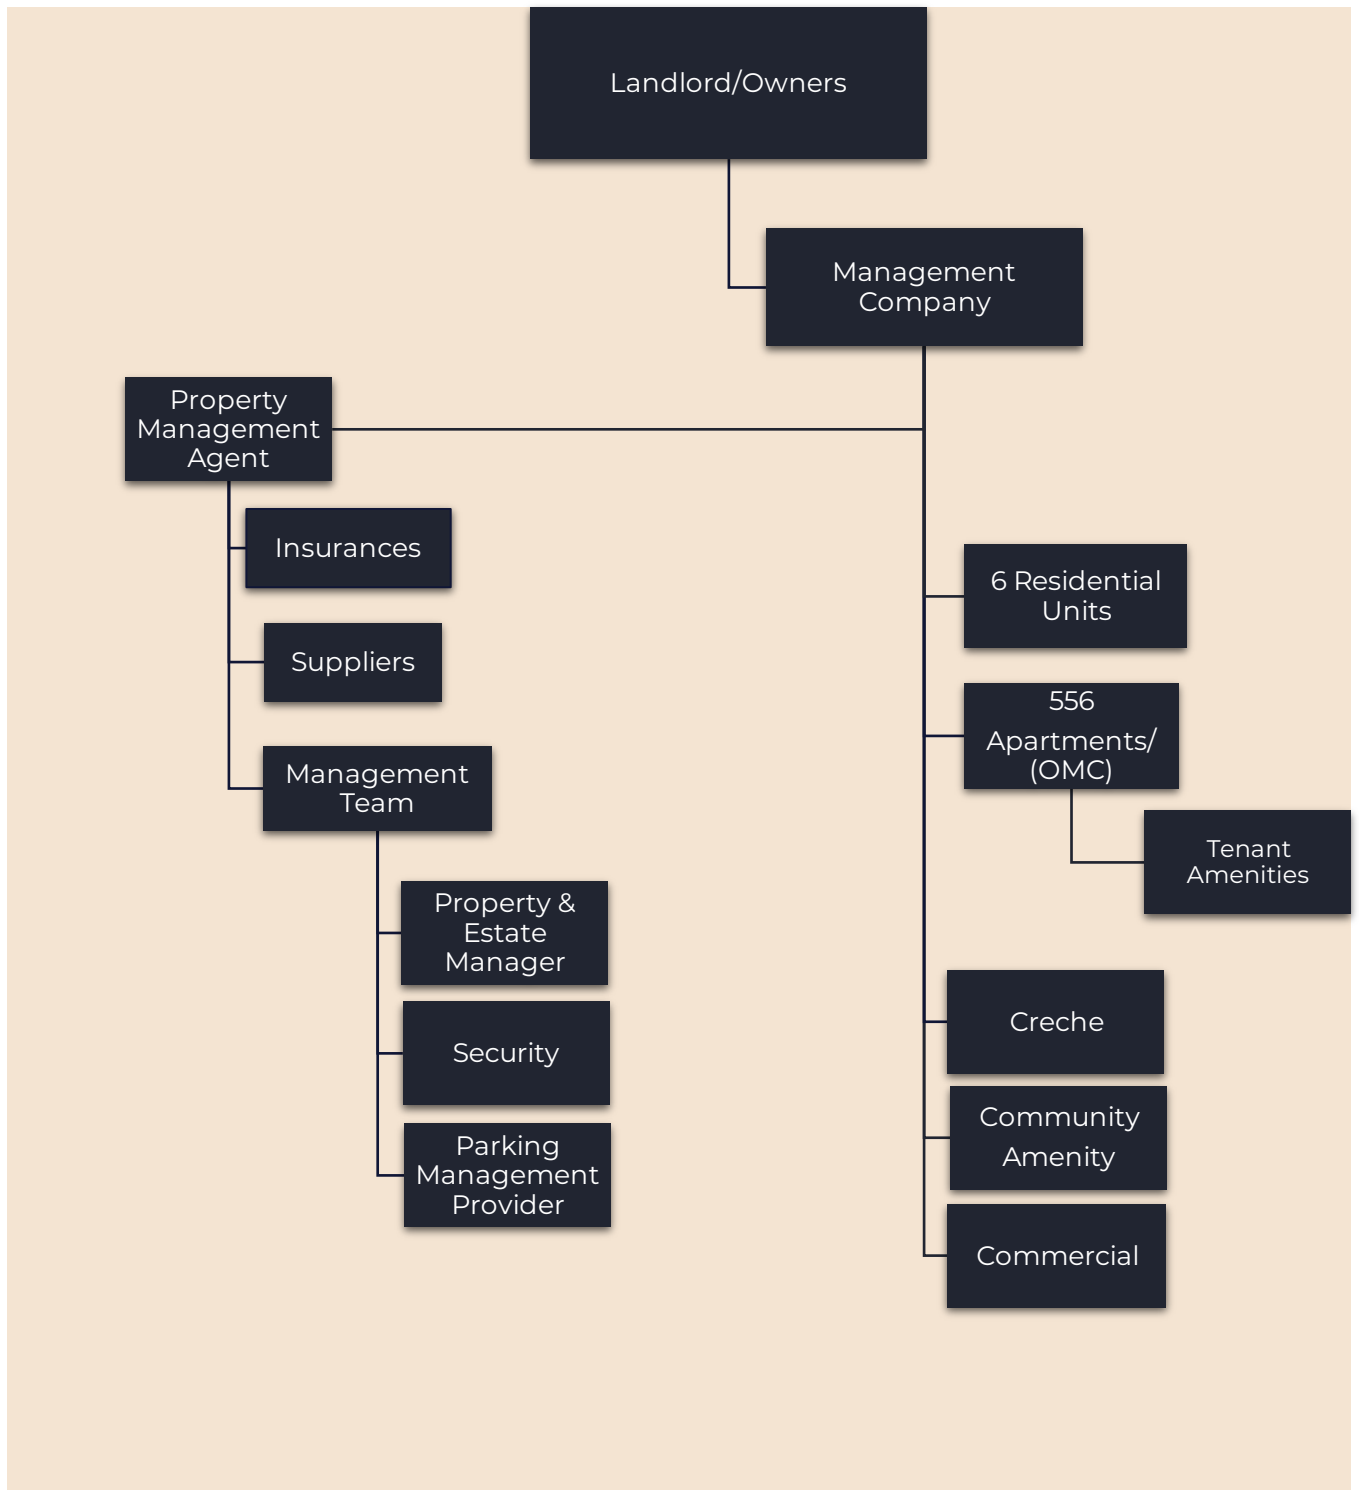 Landlord/Owners
Management
Company
Property
Management
Agent
Insurances
Suppliers
Management
Team
Property &
Estate
Manager
Security
Parking
Management
Provider
6 Residential
Units
556
Apartments/
(OMC)
Tenant
Amenities
Creche
Community
Amenity
Commercial